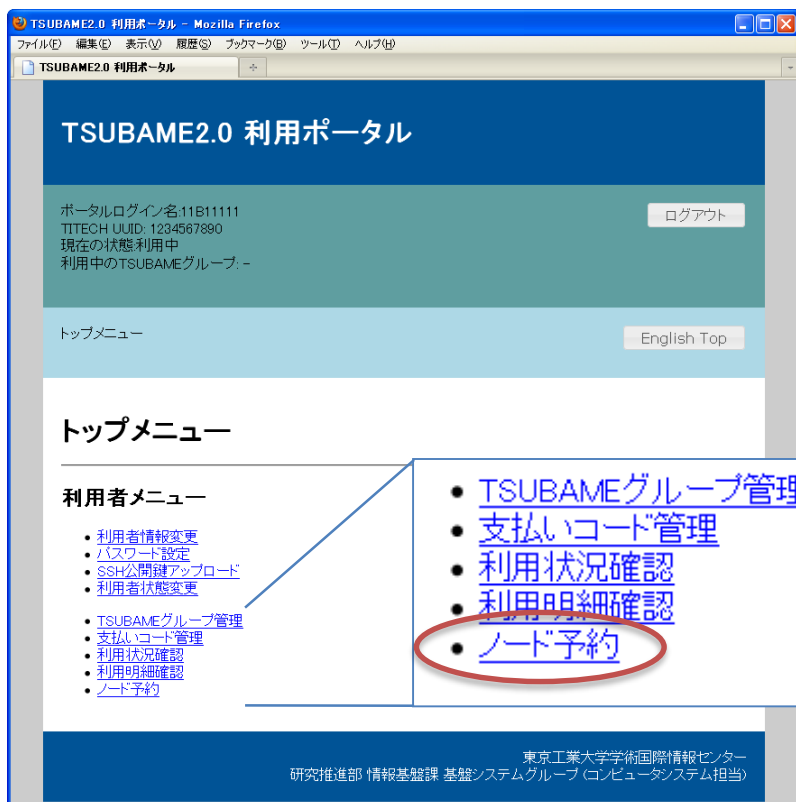 TSUBAME2.0 利用ポータル - Mozilla Firefox
ファイル(F) 編集(E) 表示(V) 履歴(S) ブックマーク(B) ツール(T) ヘルプ(H)
TSUBAME2.0 利用ポータル
TSUBAME2.0 利用ポータル
ポータルログイン名:11B11111
ログアウト
TITECH UUID: 1234567890
現在の状態:利用中
利用中のTSUBAMEグループ: -
トップメニュー
English Top
トップメニュー
利用者メニュー
• 利用者情報変更
• パスワード設定
• SSH公開鍵アップロード
• 利用者状態変更
• TSUBAMEグループ管理
• 支払いコード管理
• 利用状況確認
• 利用明細確認
• ノード予約
• TSUBAMEグループ管理
• 支払いコード管理
• 利用状況確認
• 利用明細確認
• ノード予約
東京工業大学学術国際情報センター
研究推進部 情報基盤課 基盤システムグループ (コンピュータシステム担当)